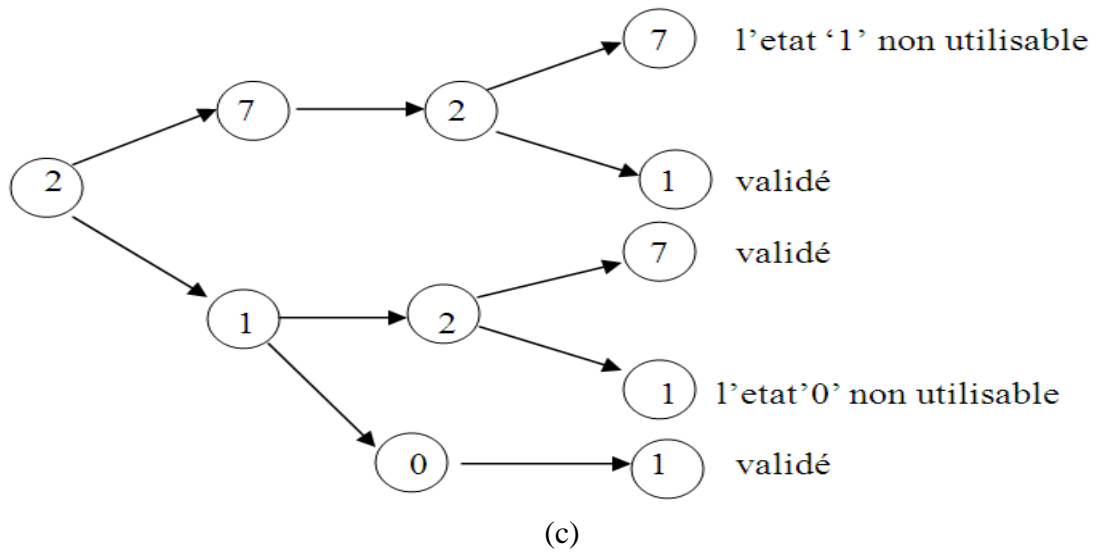 7 l’etat ‘1’ non utilisable
7 2
2
1 validé
7 validé
1 2
1 l’etat’0’ non utilisable
0 1 validé
(c)